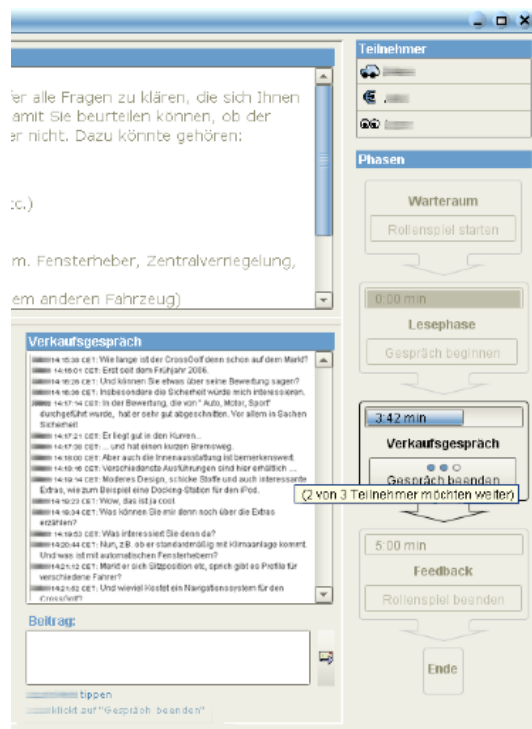 Teilnehmer
fer alle Fragen zu klären, die sich Ihnen
amit Sie beurteilen können, ob der
er nicht. Dazu könnte gehören:
tc.)
m. Fensterheber, Zentralverriegelung,
em anderen Fahrzeug)
Phasen
Warteraum
Rollenspiel starten
0:00 min
Lesephase
Gespräch beginnen
3:42 min
Verkaufsgespräch
Gespräch beenden
(2 von 3 Teilnehmer möchten weiter)
5:00 min
Feedback
Rollenspiel beenden
Ende
Verkaufsgespräch
14:15:38 CET: Wie lange ist der CrossGolf denn schon auf dem Markt?
14:16:01 CET: Erst seit dem Frühjahr 2006.
14:16:26 CET: Und können Sie etwas über seine Bewertung sagen?
14:16:36 CET: Insbesondere die Sicherheit würde mich interessieren.
14:17:14 CET: In der Bewertung, die von " Auto, Motor, Sport"
durchgeführt wurde, hat er sehr gut abgeschnitten. Vor allem in Sachen
Sicherheit
14:17:21 CET: Er liegt gut in den Kurven...
14:17:38 CET: ... und hat einen kurzen Bremsweg.
14:18:00 CET: Aber auch die Innenausstattung ist bemerkenswert.
14:18:16 CET: Verschiedenste Ausführungen sind hier erhältlich ...
14:19:14 CET: Modernes Design, schicke Stoffe und auch interessante
Extras, wie zum Beispiel eine Docking-Station für den iPod.
14:19:23 CET: Wow, das ist ja cool.
14:19:34 CET: Was können Sie mir denn noch über die Extras
erzählen?
14:19:53 CET: Was interessiert Sie denn da?
14:20:44 CET: Nun, z.B. ob er standardmäßig mit Klimaanlage kommt.
Und was ist mit automatischen Fensterhebern?
14:21:12 CET: Merkt er sich Sitzposition etc, sprich gibt es Profile für
verschiedene Fahrer?
14:21:52 CET: Und wieviel kostet ein Navigationssystem für den
CrossGolf?
Beitrag:
tippen
klickt auf "Gespräch beenden"